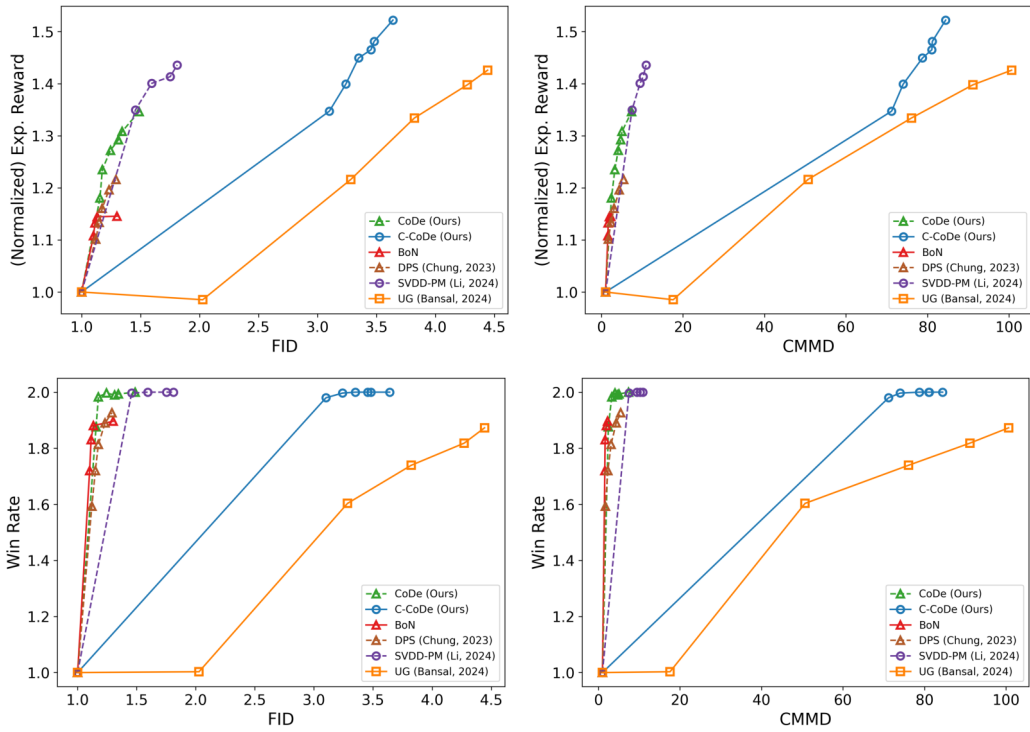 (Normalized) Exp. Reward
1.5
1.4
1.3
1.2
1.1
1.0
CoDe (Ours)
C-CoDe (Ours)
BoN
DPS (Chung, 2023)
SVDD-PM (Li, 2024)
UG (Bansal, 2024)
1.0 1.5 2.0 2.5 3.0 3.5 4.0 4.5
FID
(Normalized) Exp. Reward
1.5
1.4
1.3
1.2
1.1
1.0
CoDe (Ours)
C-CoDe (Ours)
BoN
DPS (Chung, 2023)
SVDD-PM (Li, 2024)
UG (Bansal, 2024)
0 20 40 60 80 100
CMMD
Win Rate
2.0
1.8
1.6
1.4
1.2
1.0
CoDe (Ours)
C-CoDe (Ours)
BoN
DPS (Chung, 2023)
SVDD-PM (Li, 2024)
UG (Bansal, 2024)
1.0 1.5 2.0 2.5 3.0 3.5 4.0 4.5
FID
Win Rate
2.0
1.8
1.6
1.4
1.2
1.0
CoDe (Ours)
C-CoDe (Ours)
BoN
DPS (Chung, 2023)
SVDD-PM (Li, 2024)
UG (Bansal, 2024)
0 20 40 60 80 100
CMMD